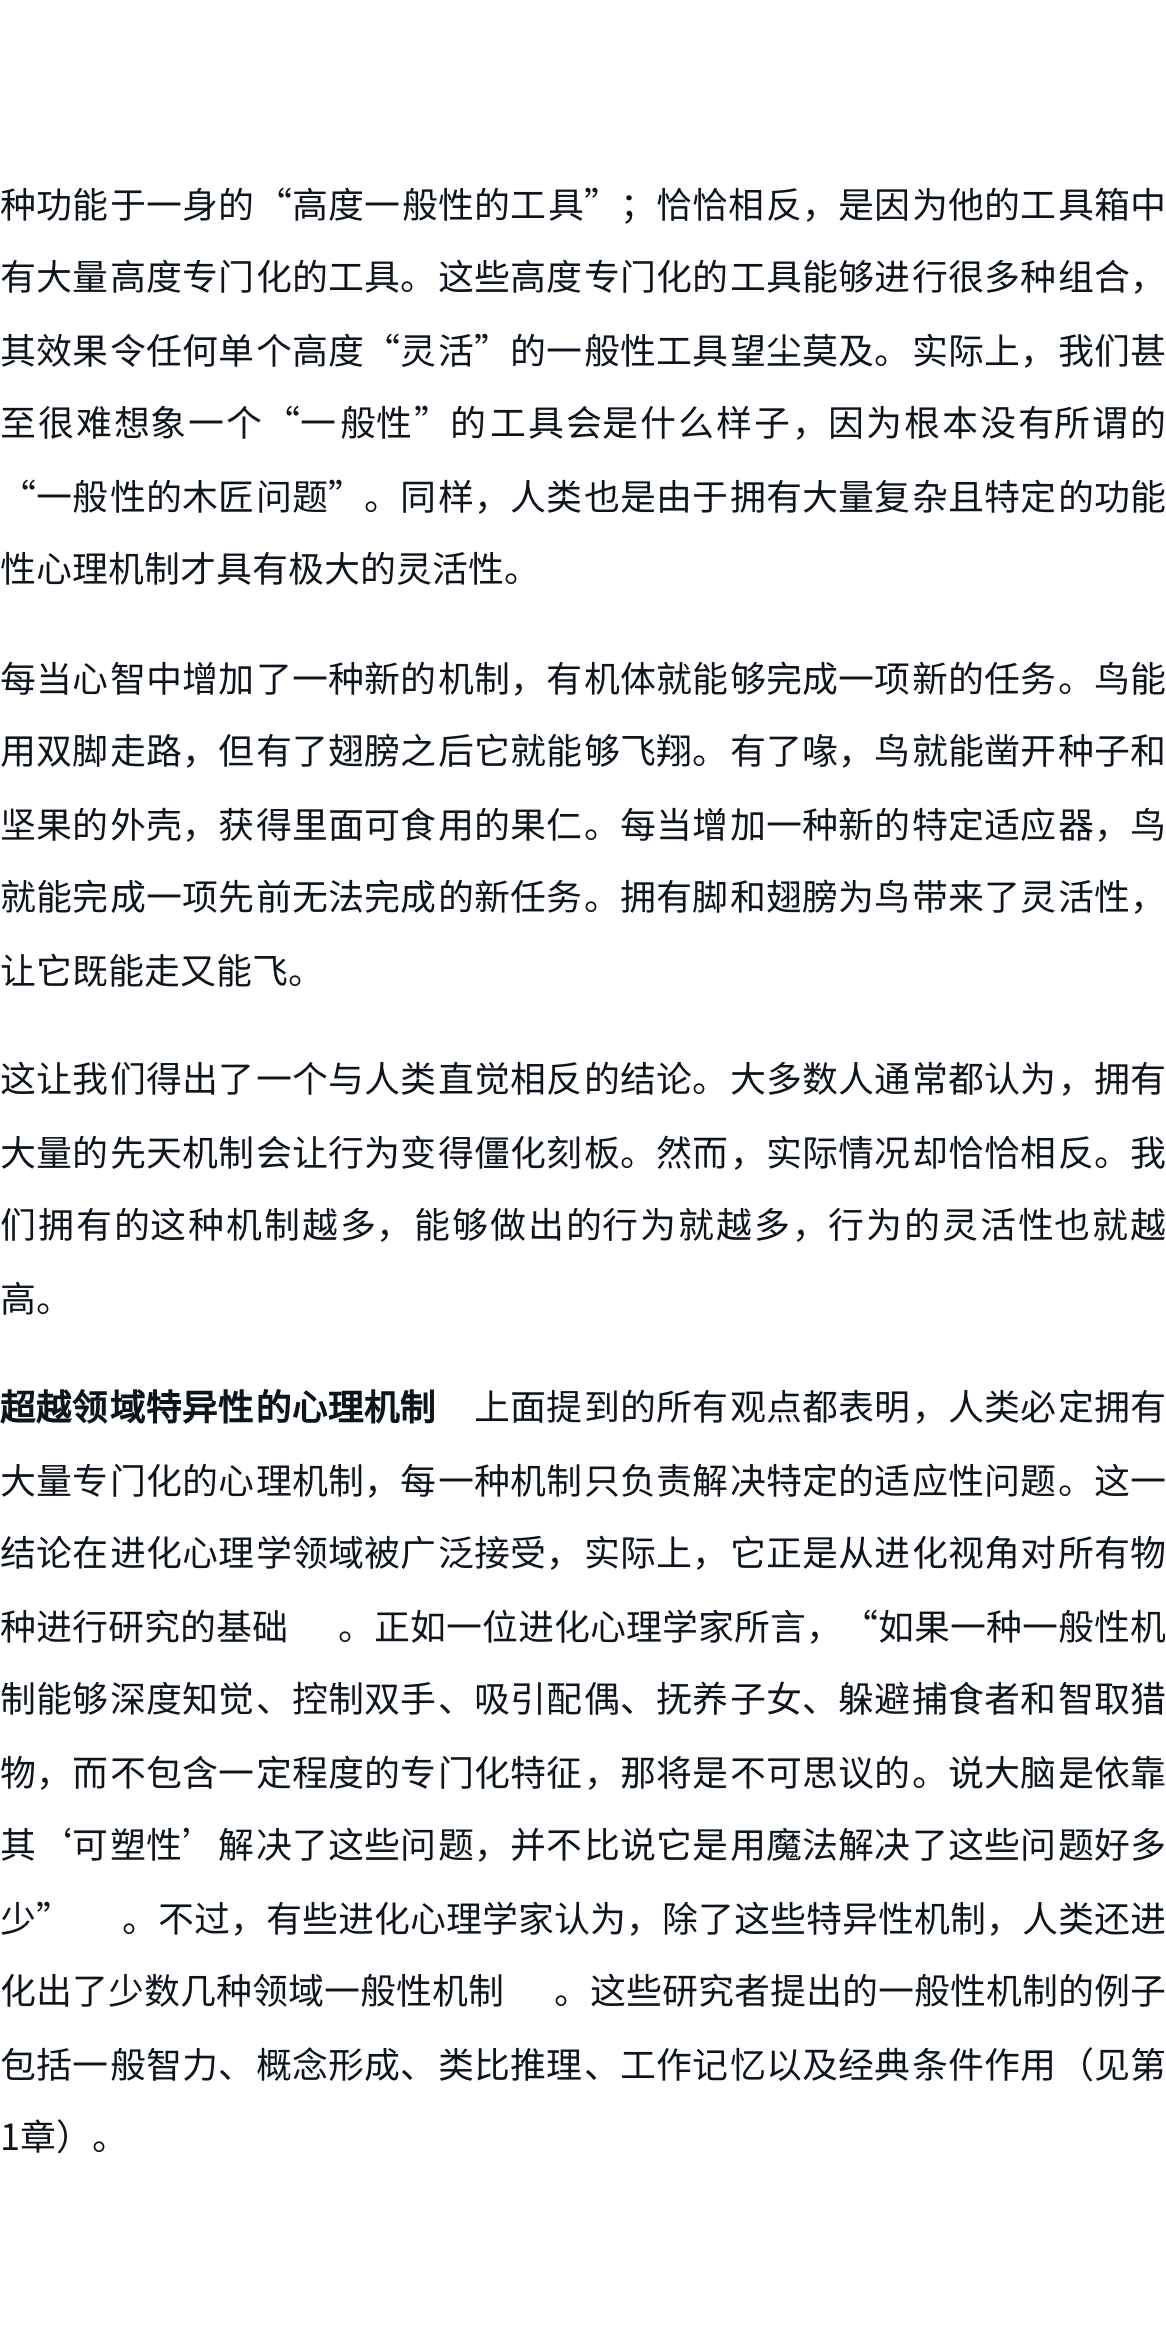 种功能于一身的“高度一般性的工具”；恰恰相反，是因为他的工具箱中
有大量高度专门化的工具。这些高度专门化的工具能够进行很多种组合，
其效果令任何单个高度“灵活”的一般性工具望尘莫及。实际上，我们甚
至很难想象一个“一般性”的工具会是什么样子，因为根本没有所谓的
“一般性的木匠问题”。同样，人类也是由于拥有大量复杂且特定的功能
性心理机制才具有极大的灵活性。
每当心智中增加了一种新的机制，有机体就能够完成一项新的任务。鸟能
用双脚走路，但有了翅膀之后它就能够飞翔。有了喙，鸟就能凿开种子和
坚果的外壳，获得里面可食用的果仁。每当增加一种新的特定适应器，鸟
就能完成一项先前无法完成的新任务。拥有脚和翅膀为鸟带来了灵活性，
让它既能走又能飞。
这让我们得出了一个与人类直觉相反的结论。大多数人通常都认为，拥有
大量的先天机制会让行为变得僵化刻板。然而，实际情况却恰恰相反。我
们拥有的这种机制越多，能够做出的行为就越多，行为的灵活性也就越
高。
超越领域特异性的心理机制　上面提到的所有观点都表明，人类必定拥有
大量专门化的心理机制，每一种机制只负责解决特定的适应性问题。这一
结论在进化心理学领域被广泛接受，实际上，它正是从进化视角对所有物
种进行研究的基础　。正如一位进化心理学家所言，“如果一种一般性机
制能够深度知觉、控制双手、吸引配偶、抚养子女、躲避捕食者和智取猎
物，而不包含一定程度的专门化特征，那将是不可思议的。说大脑是依靠
其‘可塑性’解决了这些问题，并不比说它是用魔法解决了这些问题好多
少”　。不过，有些进化心理学家认为，除了这些特异性机制，人类还进
化出了少数几种领域一般性机制　。这些研究者提出的一般性机制的例子
包括一般智力、概念形成、类比推理、工作记忆以及经典条件作用（见第
1章）。